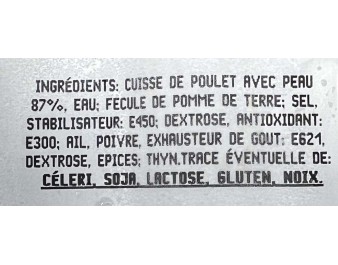 INGRÉDIENTS: CUISSE DE POULET AVEC PEAU
87%, EAU; FECULE DE POMME DE TERRE; SEL,
STABILISATEUR: E450; DEXTROSE, ANTIOXIDANT:
E300; AIL, POIVRE, EXHAUSTEUR DE GOUT: E621,
DEXTROSE, EPICES; THYN.TRACE ÉVENTUELLE DE:
CÉLERI, SOJA, LACTOSE, GLUTEN, NOIX.